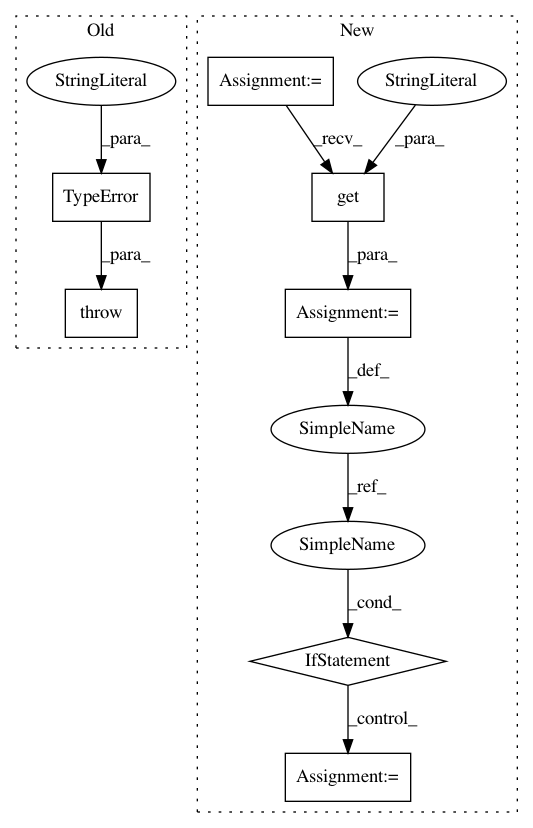 Old
New
StringLiteral
Assignment:=
StringLiteral
_para_
_recv_
_para_
TypeError
get
_para_
_para_
throw
Assignment:=
_def_
SimpleName
_ref_
SimpleName
_cond_
IfStatement
_control_
Assignment:=